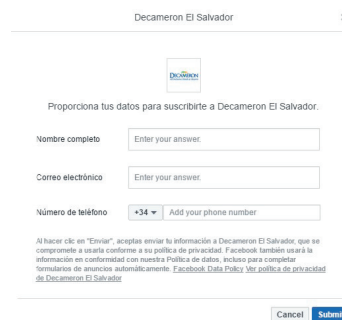 Decameron El Salvador
DECAMERON
Proporciona tus datos para suscribirte a Decameron El Salvador.
Nombre completo
Enter your answer.
Correo electrónico
Enter your answer.
Número de teléfono
+34
Add your phone number
Al hacer clic en "Enviar", aceptas enviar tu información a Decameron El Salvador, que se
compromete a usarla conforme a su política de privacidad. Facebook también usará la
información en conformidad con nuestra Política de datos, incluso para completar
formularios de anuncios automáticamente. Facebook Data Policy Ver política de privacidad
de Decameron El Salvador
Cancel
Submi